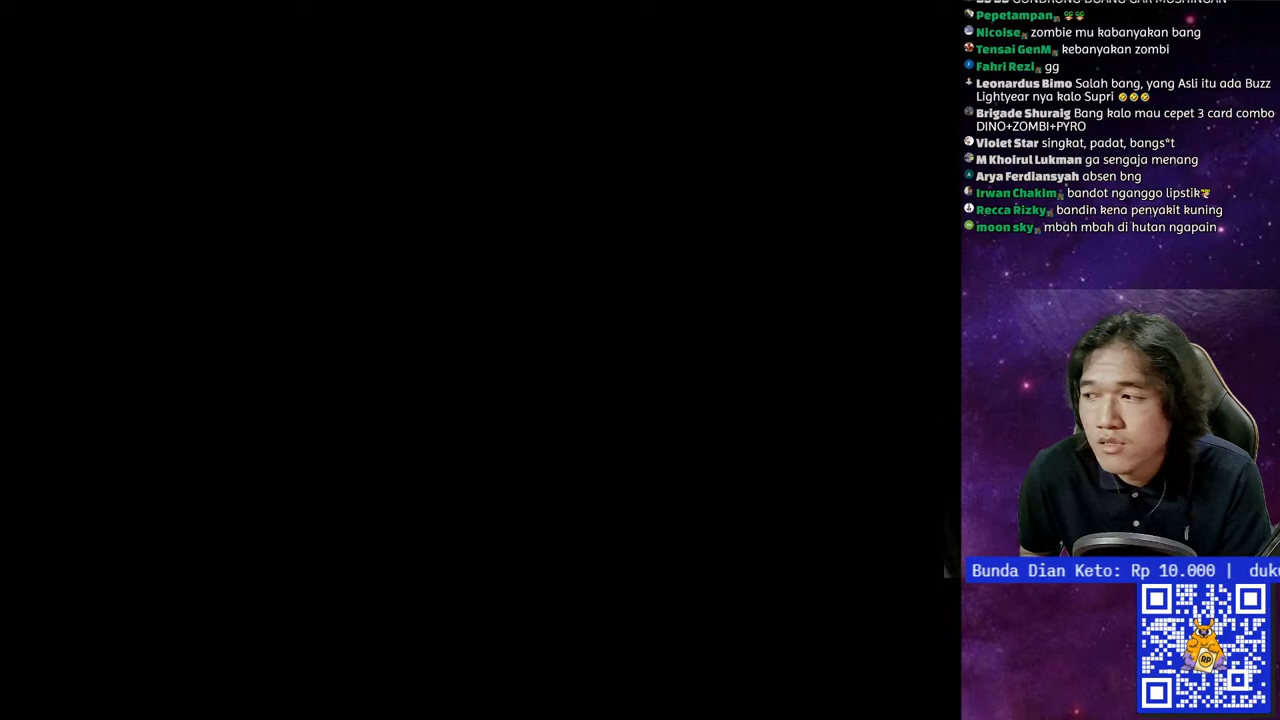 Pepetampan
Nicoise zombie mu kabanyakan bang
Tensai GenM kebanyakan zombi
Fahri Rezi gg
Leonardus Bimo Salah bang, yang Asli itu ada Buzz
Lightyear nya kalo Supri
Brigade Shuraig Bang kalo mau cepet 3 card combo
DINO+ZOMBI+PYRO
Violet Star singkat, padat, bangs*t
M Khoirul Lukman ga sengaja menang
Arya Ferdiansyah absen bng
Irwan Chakim bandot nganggo lipstik
Recca Rizky bandin kena penyakit kuning
moon sky mbah mbah di hutan ngapain
Bunda Dian Keto: Rp 10.000 | duku
RP